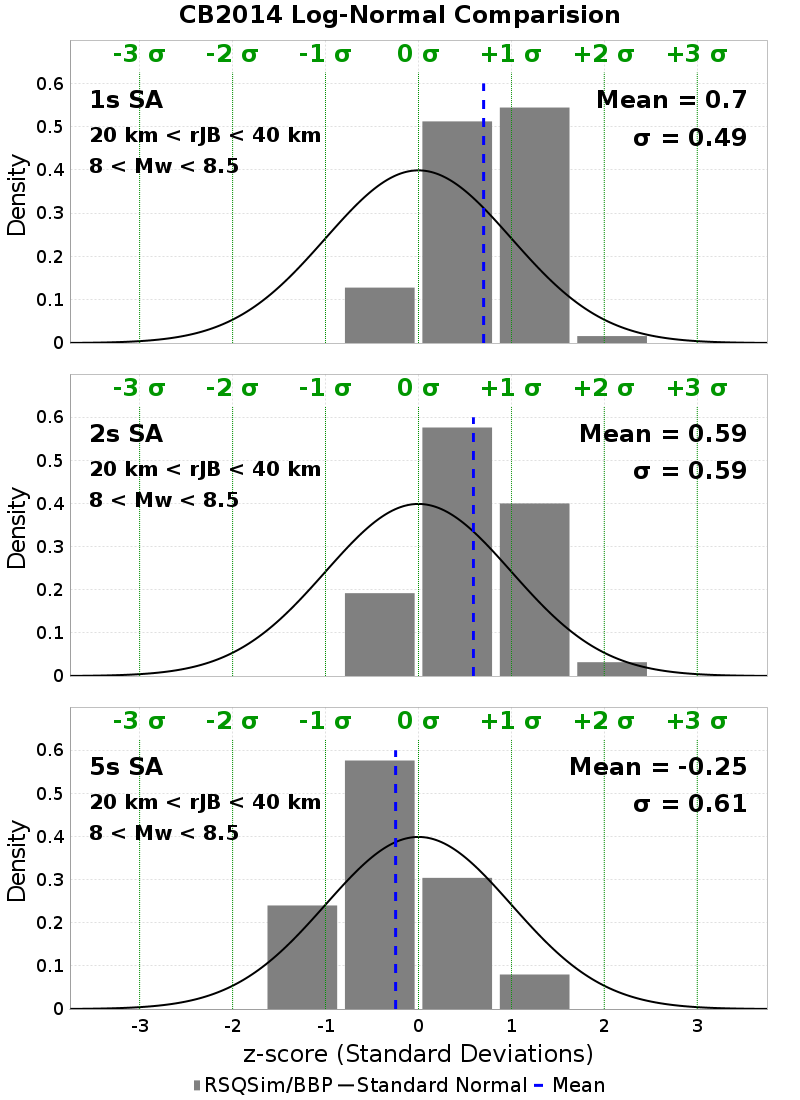 CB2014 Log-Normal Comparision
-3 σ -2 σ -1 σ 0 σ +1 σ +2 σ +3 σ
1s SA
20 km < rJB < 40 km
8 < Mw < 8.5
Mean = 0.7
σ = 0.49
0.6
0.5
0.4
0.3
0.2
0.1
0
Density
-3 σ -2 σ -1 σ 0 σ +1 σ +2 σ +3 σ
2s SA
20 km < rJB < 40 km
8 < Mw < 8.5
Mean = 0.59
σ = 0.59
0.6
0.5
0.4
0.3
0.2
0.1
0
Density
-3 σ -2 σ -1 σ 0 σ +1 σ +2 σ +3 σ
5s SA
20 km < rJB < 40 km
8 < Mw < 8.5
Mean = -0.25
σ = 0.61
0.6
0.5
0.4
0.3
0.2
0.1
0
Density
-3 -2 -1 0 1 2 3
z-score (Standard Deviations)
RSQSim/BBP Standard Normal Mean